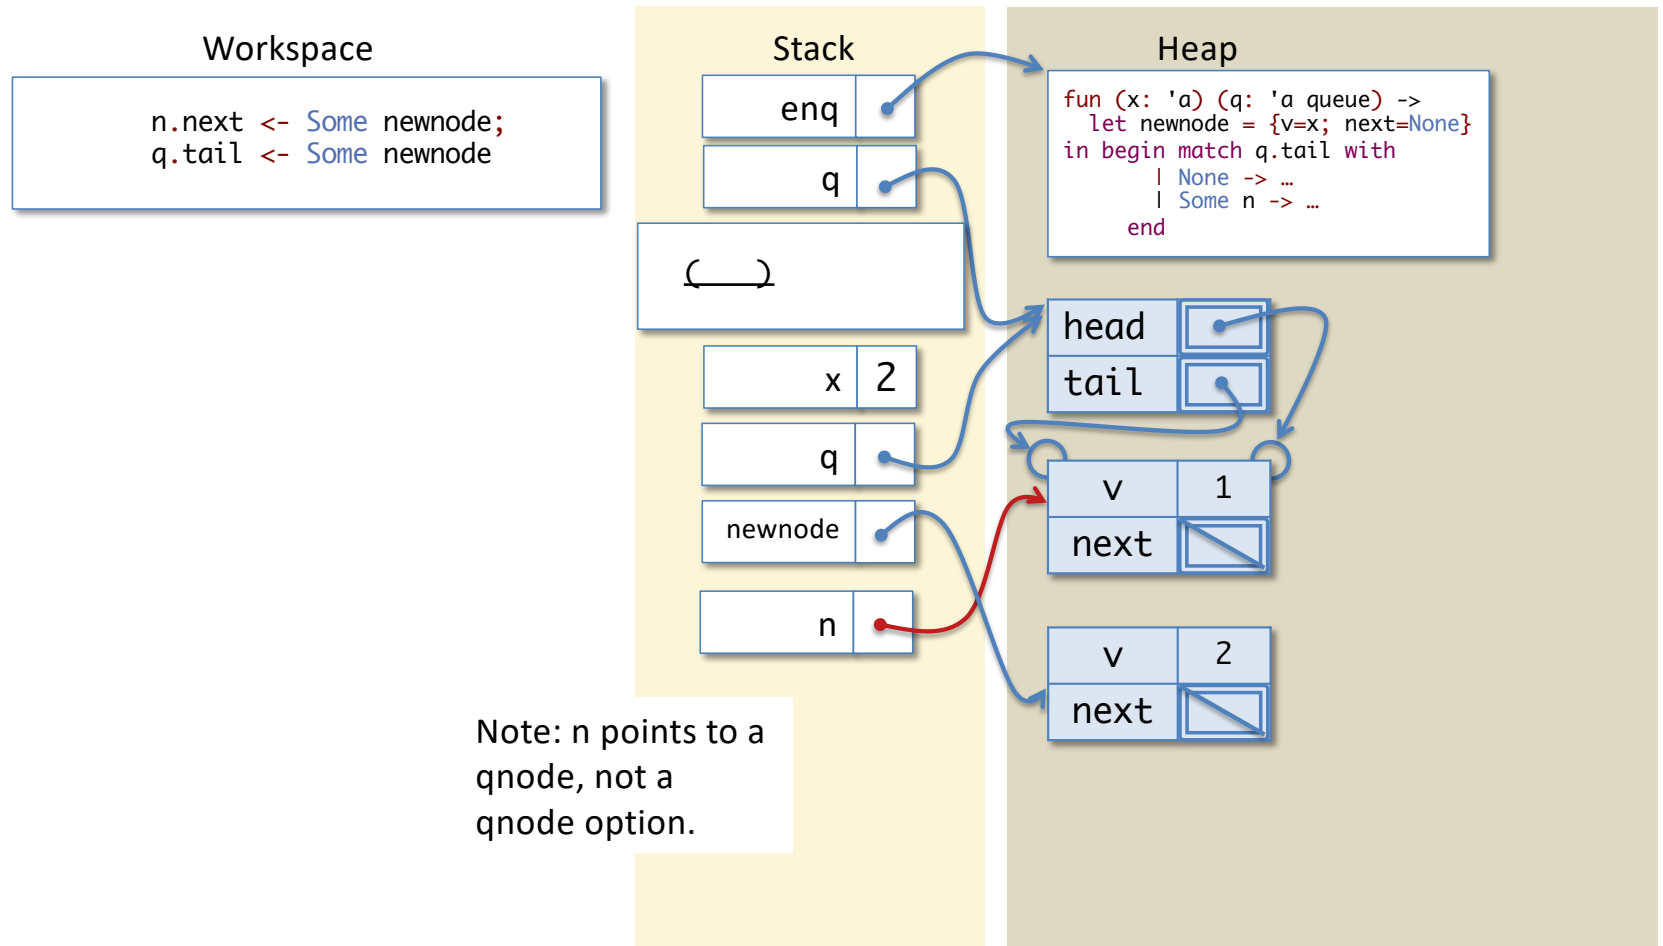 Workspace
n.next <- Some newnode;
q.tail <- Some newnode
Stack
enq
q
(____)
x 2
q
newnode
n
Note: n points to a
qnode, not a
qnode option.
Heap
fun (x: 'a) (q: 'a queue) ->
let newnode = {v=x; next=None}
in begin match q.tail with
| None -> …
| Some n -> …
end
head
tail
v 1
next
v 2
next